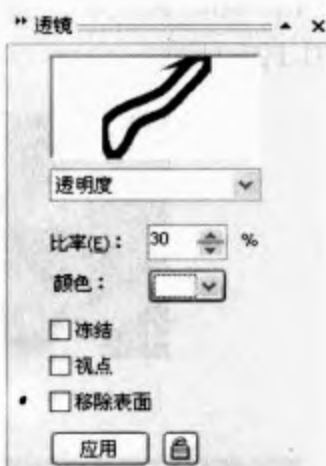 透镜
透明度
比率(E)： 30 %
颜色：
冻结
视点
移除表面
应用